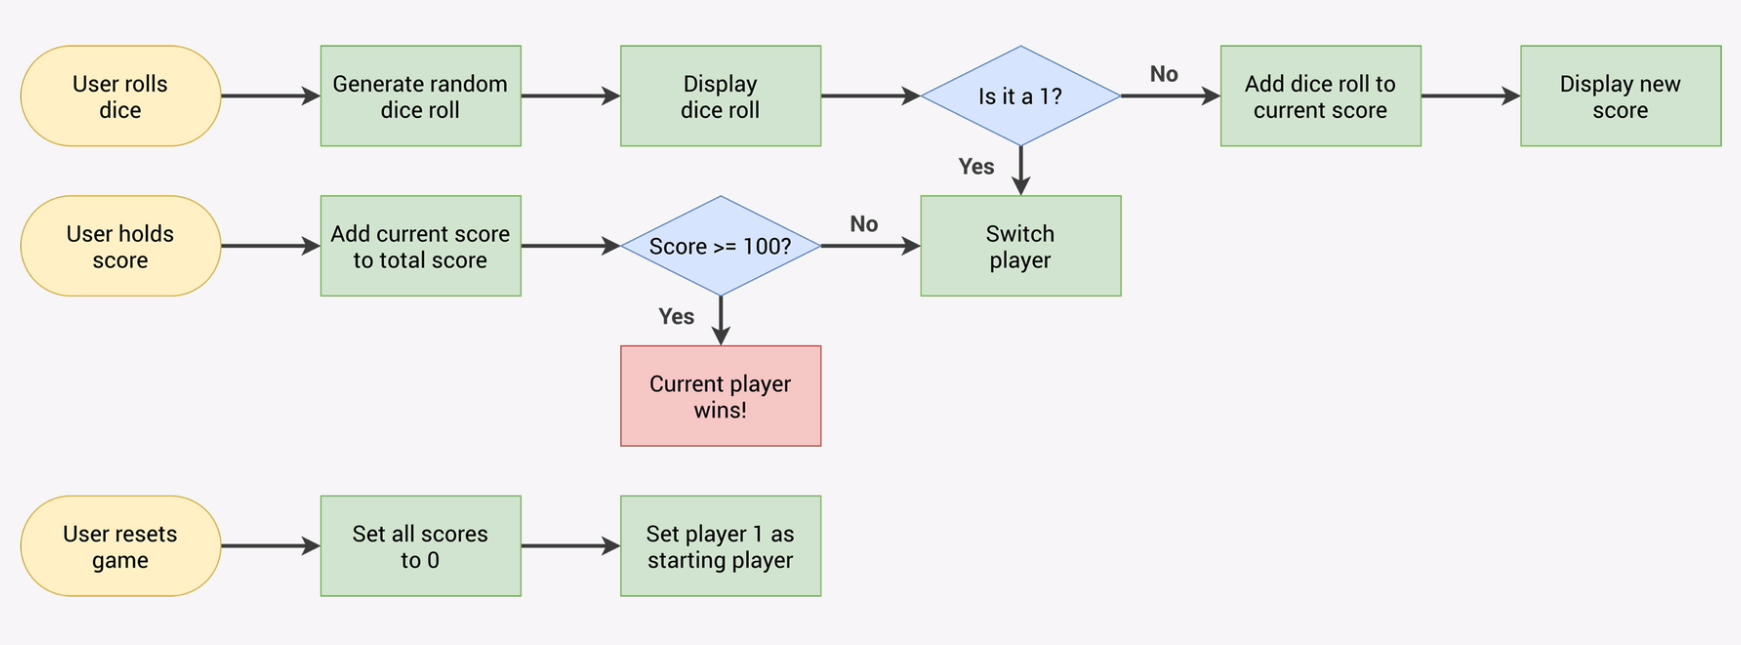 User rolls
dice
Generate random
dice roll
Display
dice roll
Is it a 1?
No
Add dice roll to
current score
Display new
score
Yes
User holds
score
Add current score
to total score
Score >= 100?
No
Switch
player
Yes
Current player
wins!
User resets
game
Set all scores
to 0
Set player 1 as
starting player